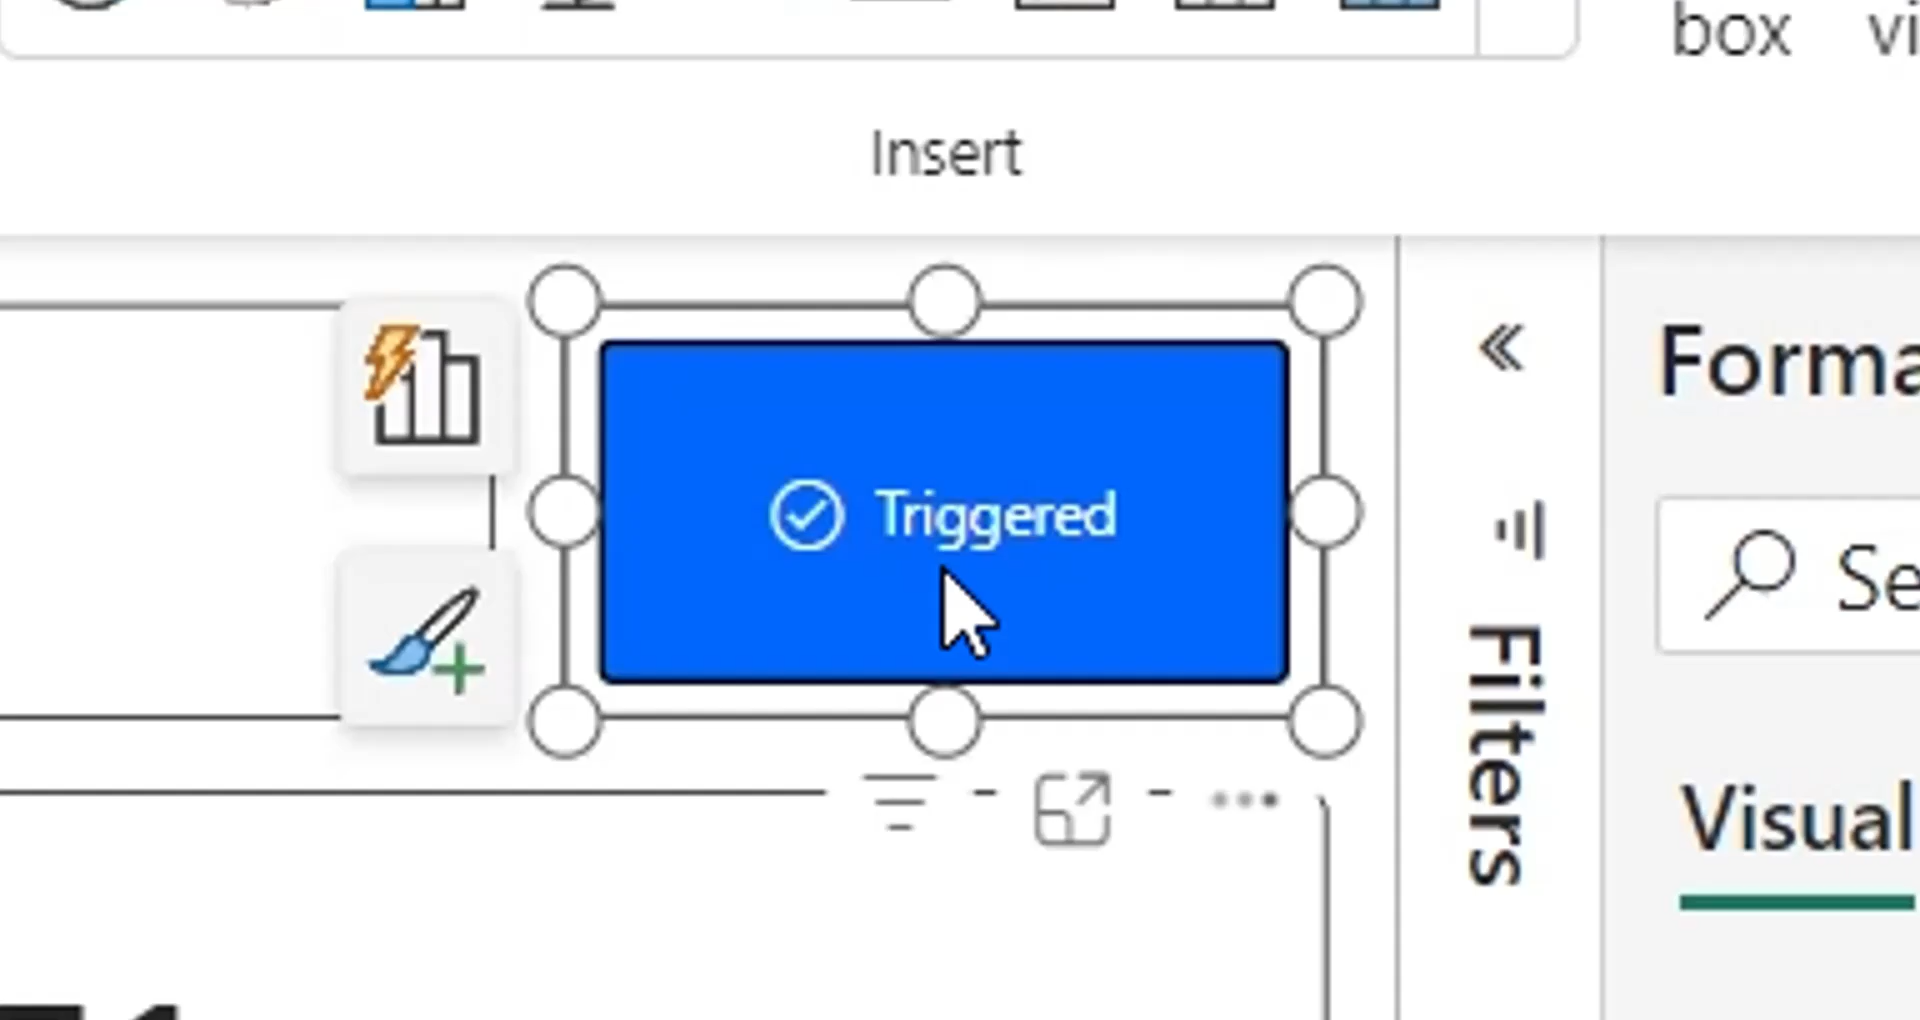 box vi
Insert
Triggered
Forma
Se
Filters
Visual